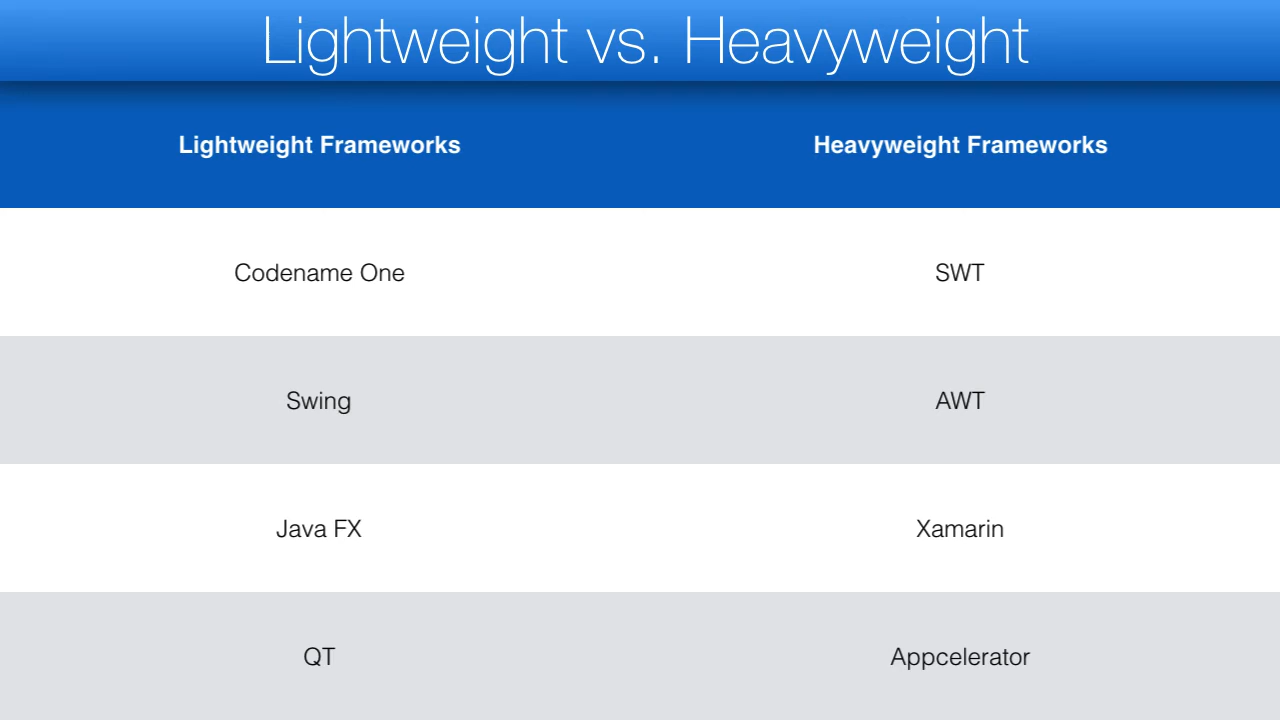 Lightweight vs. Heavyweight
Lightweight Frameworks Heavyweight Frameworks
Codename One SWT
Swing AWT
Java FX Xamarin
QT Appcelerator